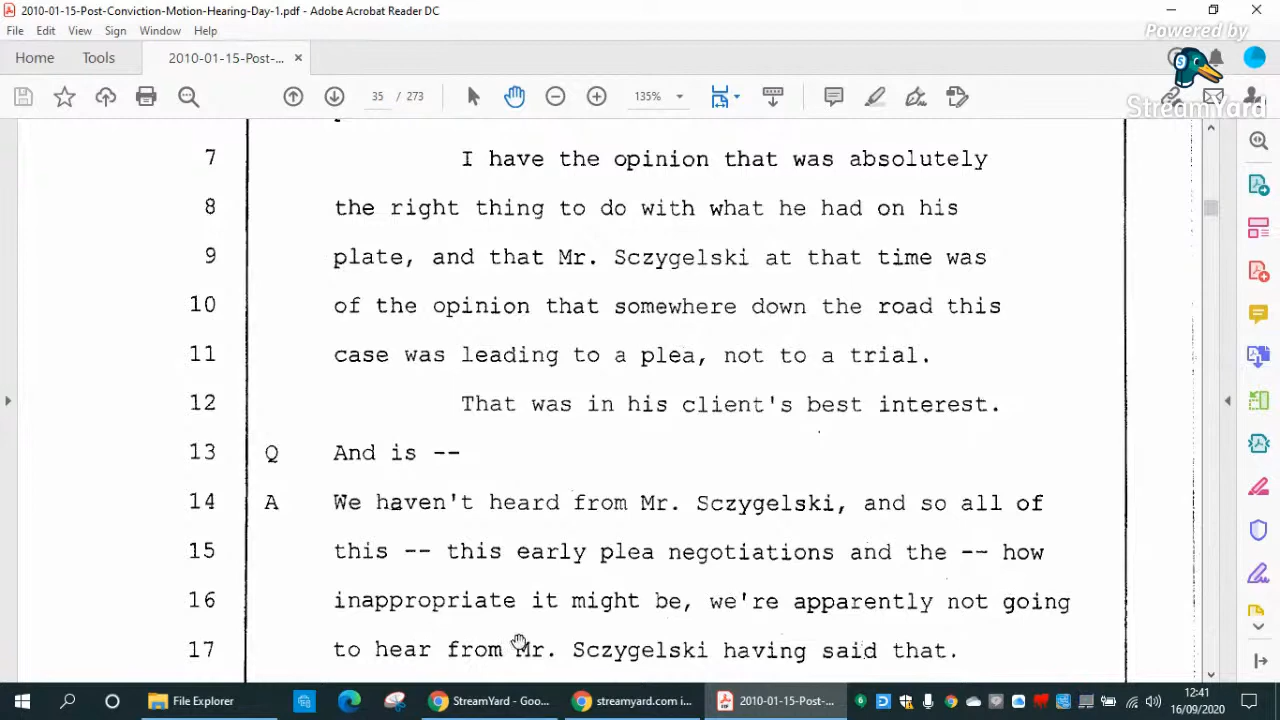 2010-01-15-Post-Conviction-Motion-Hearing-Day-1.pdf - Adobe Acrobat Reader DC
Powered by
File Edit View Sign Window Help
Home Tools 2010-01-15-Post-... ×
StreamYard
35 / 273 135%
7 I have the opinion that was absolutely
8 the right thing to do with what he had on his
9 plate, and that Mr. Sczygelski at that time was
10 of the opinion that somewhere down the road this
11 case was leading to a plea, not to a trial.
12 That was in his client's best interest.
13 Q And is --
14 A We haven't heard from Mr. Sczygelski, and so all of
15 this -- this early plea negotiations and the -- how
16 inappropriate it might be, we're apparently not going
17 to hear from Mr. Sczygelski having said that.
File Explorer StreamYard - Goo... streamyard.com i... 2010-01-15-Post-...
12:41
16/09/2020